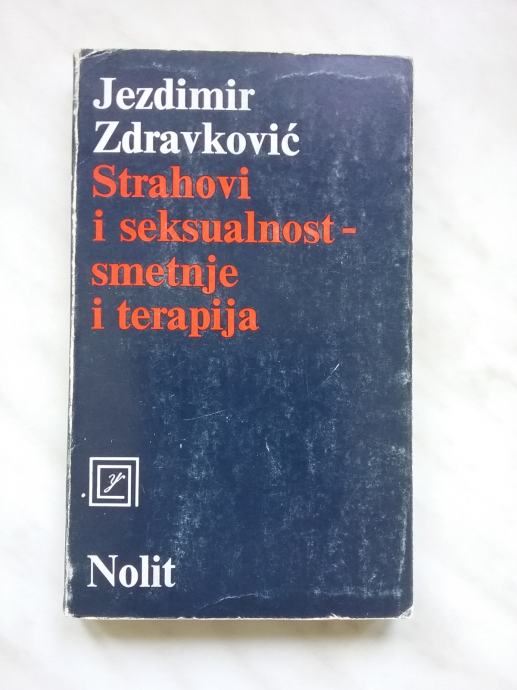 Jezdimir
Zdravković
Strahovi
i seksualnost-
smetnje
i terapija
Nolit